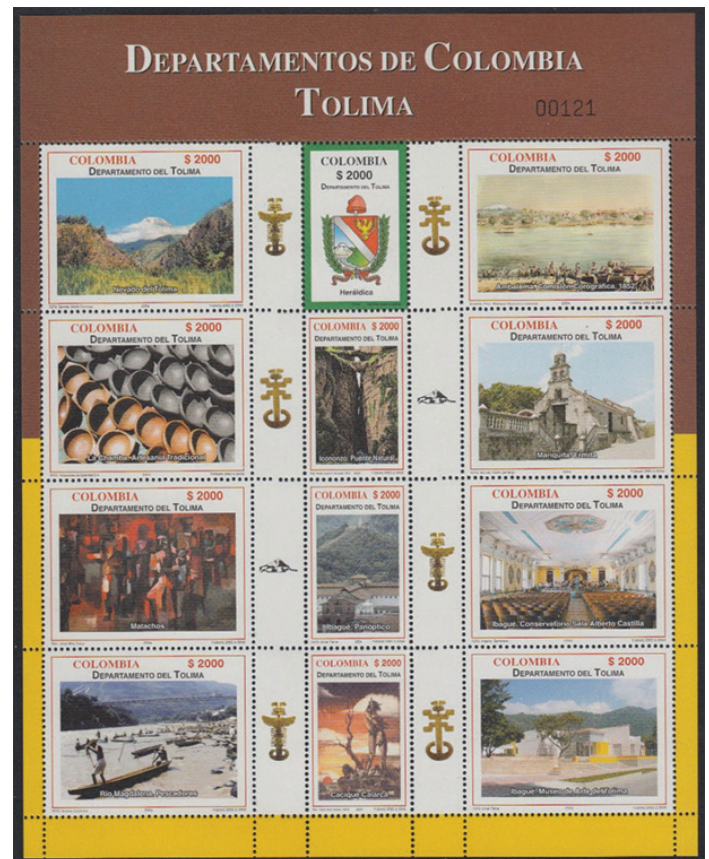 DEPARTAMENTOS DE COLOMBIA
TOLIMA
00121
COLOMBIA $ 2000
DEPARTAMENTO DEL TOLIMA
Nevado del Tolima
COLOMBIA
$ 2000
DEPARTAMENTO DEL TOLIMA
Heráldica
COLOMBIA $ 2000
DEPARTAMENTO DEL TOLIMA
Ambalema. Comisión Corográfica, 1852
COLOMBIA $ 2000
DEPARTAMENTO DEL TOLIMA
La Chamba. Artesanía Tradicional
COLOMBIA $ 2000
DEPARTAMENTO DEL TOLIMA
Icononzo. Puente Natural
COLOMBIA $ 2000
DEPARTAMENTO DEL TOLIMA
Mariquita. Ermita
COLOMBIA $ 2000
DEPARTAMENTO DEL TOLIMA
Matachos
COLOMBIA $ 2000
DEPARTAMENTO DEL TOLIMA
Ibagué. Panóptico
COLOMBIA $ 2000
DEPARTAMENTO DEL TOLIMA
Ibagué. Conservatorio Sala Alberto Castilla
COLOMBIA $ 2000
DEPARTAMENTO DEL TOLIMA
Río Magdalena. Pescadores
COLOMBIA $ 2000
DEPARTAMENTO DEL TOLIMA
Cacique Calarcá
COLOMBIA $ 2000
DEPARTAMENTO DEL TOLIMA
Ibagué. Museo de Arte del Tolima